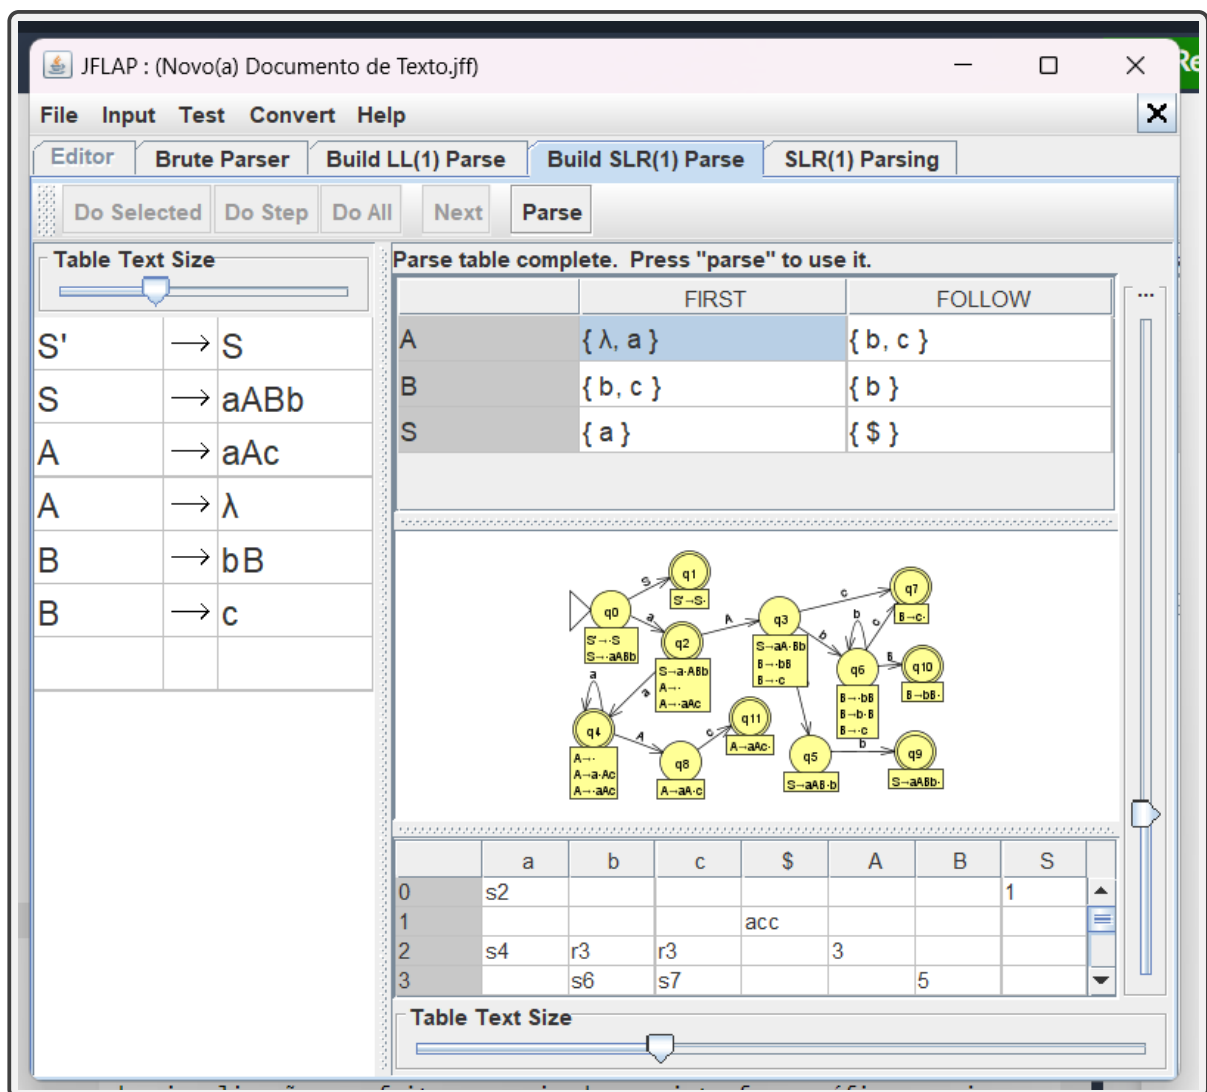 Re
JFLAP : (Novo(a) Documento de Texto.jff)
File Input Test Convert Help
Editor Brute Parser Build LL(1) Parse Build SLR(1) Parse SLR(1) Parsing
Do Selected Do Step Do All Next Parse
Table Text Size
S' → S
S → aABb
A → aAc
A → λ
B → bB
B → c
Parse table complete. Press "parse" to use it.
FIRST FOLLOW
A { λ, a } { b, c }
B { b, c } { b }
S { a } { $ }
...
q0
S'→·S
S→·aABb
S
q1
S'→S·
a
q2
S→a·ABb
A→·
A→·aAc
A
q3
S→aA·Bb
B→·bB
B→·c
c
q7
B→c·
b
b
c
q6
B→·bB
B→b·B
B→·c
B
q10
B→bB·
a
a
q4
A→·
A→a·Ac
A→·aAc
A
q8
A→aA·c
c
q11
A→aAc·
q5
S→aAB·b
b
q9
S→aABb·
a b c $ A B S
0 s2 1
1 acc
2 s4 r3 r3 3
3 s6 s7 5
Table Text Size